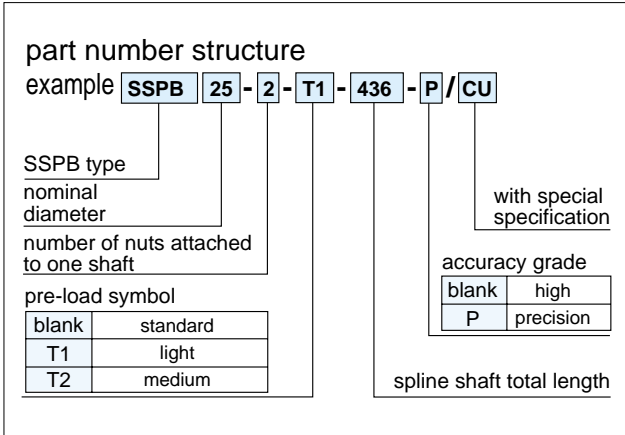 part number structure
example SSPB 25 - 2 - T1 - 436 - P / CU
SSPB type
nominal
diameter
number of nuts attached
to one shaft
pre-load symbol
blank standard
T1 light
T2 medium
with special
specification
accuracy grade
blank high
P precision
spline shaft total length